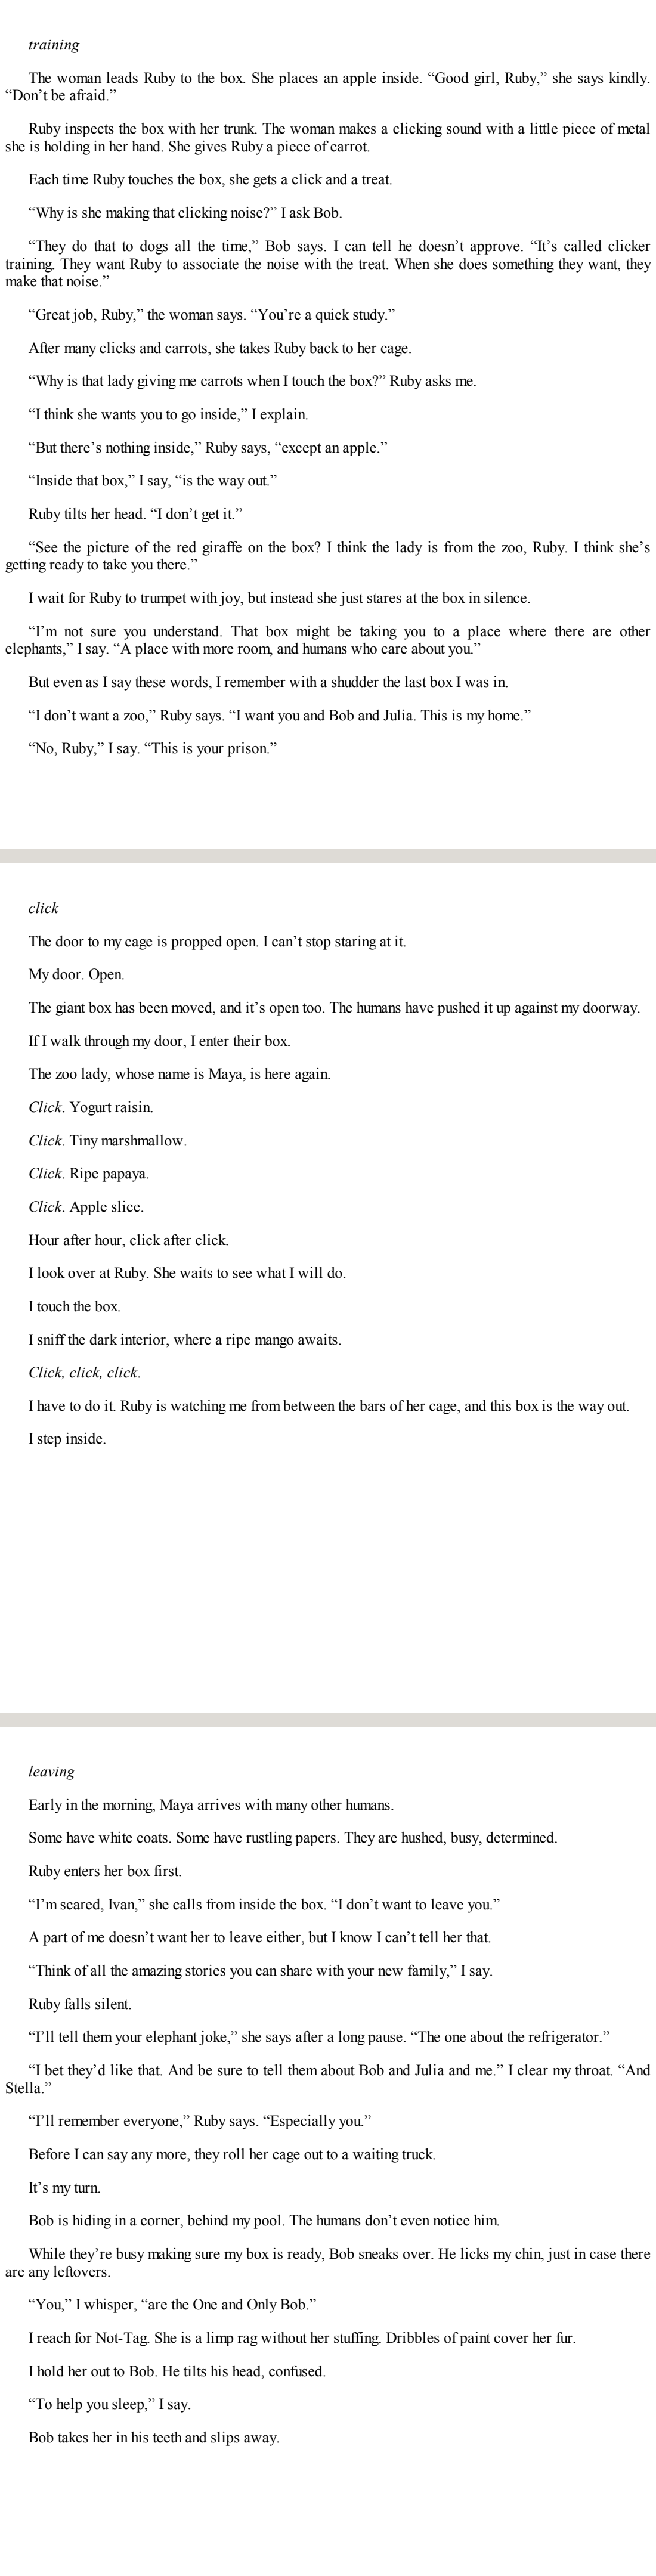 training
The woman leads Ruby to the box. She places an apple inside. “Good girl, Ruby,” she says kindly.
“Don’t be afraid.”
Ruby inspects the box with her trunk. The woman makes a clicking sound with a little piece of metal
she is holding in her hand. She gives Ruby a piece of carrot.
Each time Ruby touches the box, she gets a click and a treat.
“Why is she making that clicking noise?” I ask Bob.
“They do that to dogs all the time,” Bob says. I can tell he doesn’t approve. “It’s called clicker
training. They want Ruby to associate the noise with the treat. When she does something they want, they
make that noise.”
“Great job, Ruby,” the woman says. “You’re a quick study.”
After many clicks and carrots, she takes Ruby back to her cage.
“Why is that lady giving me carrots when I touch the box?” Ruby asks me.
“I think she wants you to go inside,” I explain.
“But there’s nothing inside,” Ruby says, “except an apple.”
“Inside that box,” I say, “is the way out.”
Ruby tilts her head. “I don’t get it.”
“See the picture of the red giraffe on the box? I think the lady is from the zoo, Ruby. I think she’s
getting ready to take you there.”
I wait for Ruby to trumpet with joy, but instead she just stares at the box in silence.
“I’m not sure you understand. That box might be taking you to a place where there are other
elephants,” I say. “A place with more room, and humans who care about you.”
But even as I say these words, I remember with a shudder the last box I was in.
“I don’t want a zoo,” Ruby says. “I want you and Bob and Julia. This is my home.”
“No, Ruby,” I say. “This is your prison.”
click
The door to my cage is propped open. I can’t stop staring at it.
My door. Open.
The giant box has been moved, and it’s open too. The humans have pushed it up against my doorway.
If I walk through my door, I enter their box.
The zoo lady, whose name is Maya, is here again.
Click. Yogurt raisin.
Click. Tiny marshmallow.
Click. Ripe papaya.
Click. Apple slice.
Hour after hour, click after click.
I look over at Ruby. She waits to see what I will do.
I touch the box.
I sniff the dark interior, where a ripe mango awaits.
Click, click, click.
I have to do it. Ruby is watching me from between the bars of her cage, and this box is the way out.
I step inside.
leaving
Early in the morning, Maya arrives with many other humans.
Some have white coats. Some have rustling papers. They are hushed, busy, determined.
Ruby enters her box first.
“I’m scared, Ivan,” she calls from inside the box. “I don’t want to leave you.”
A part of me doesn’t want her to leave either, but I know I can’t tell her that.
“Think of all the amazing stories you can share with your new family,” I say.
Ruby falls silent.
“I’ll tell them your elephant joke,” she says after a long pause. “The one about the refrigerator.”
“I bet they’d like that. And be sure to tell them about Bob and Julia and me.” I clear my throat. “And
Stella.”
“I’ll remember everyone,” Ruby says. “Especially you.”
Before I can say any more, they roll her cage out to a waiting truck.
It’s my turn.
Bob is hiding in a corner, behind my pool. The humans don’t even notice him.
While they’re busy making sure my box is ready, Bob sneaks over. He licks my chin, just in case there
are any leftovers.
“You,” I whisper, “are the One and Only Bob.”
I reach for Not-Tag. She is a limp rag without her stuffing. Dribbles of paint cover her fur.
I hold her out to Bob. He tilts his head, confused.
“To help you sleep,” I say.
Bob takes her in his teeth and slips away.